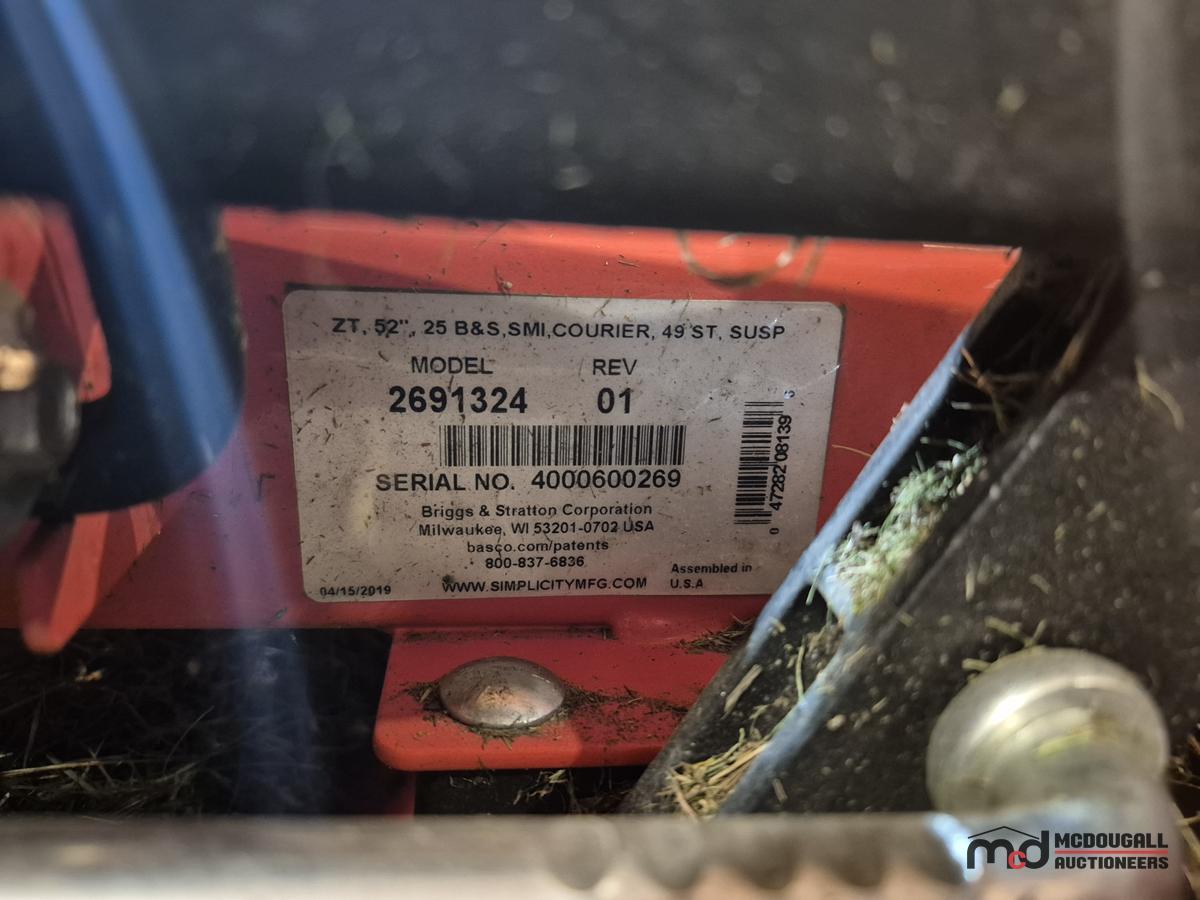 ZT, 52", 25 B&S,SMI,COURIER, 49 ST, SUSP
MODEL REV
2691324 01
SERIAL NO. 4000600269
Briggs & Stratton Corporation
Milwaukee, WI 53201-0702 USA
basco.com/patents
800-837-6836
04/15/2019 WWW.SIMPLICITYMFG.COM
Assembled in
U.S.A
0 47282 08139 6
mcd MCDOUGALL
AUCTIONEERS